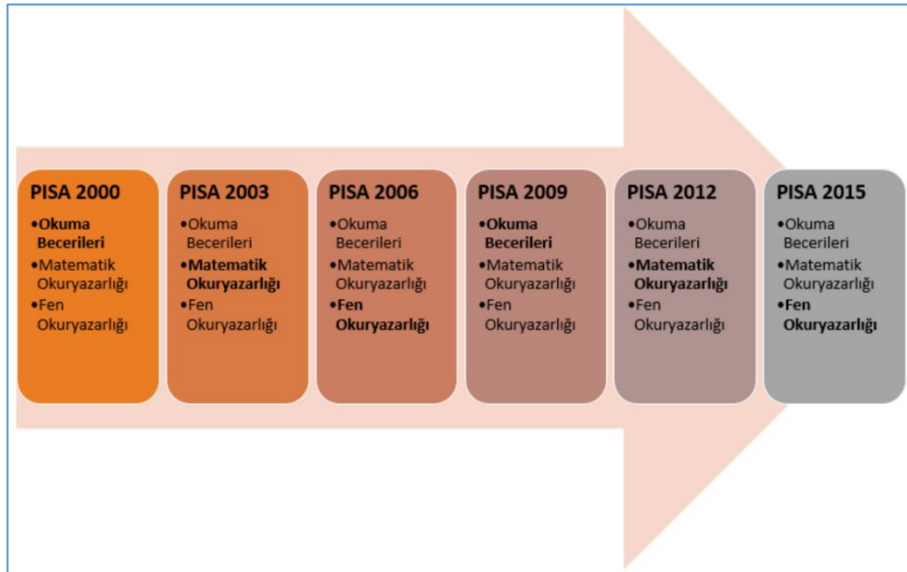 PISA 2000
•Okuma
Becerileri
•Matematik
Okuryazarlığı
•Fen
Okuryazarlığı
PISA 2003
•Okuma
Becerileri
•Matematik
Okuryazarlığı
•Fen
Okuryazarlığı
PISA 2006
•Okuma
Becerileri
•Matematik
Okuryazarlığı
•Fen
Okuryazarlığı
PISA 2009
•Okuma
Becerileri
•Matematik
Okuryazarlığı
•Fen
Okuryazarlığı
PISA 2012
•Okuma
Becerileri
•Matematik
Okuryazarlığı
•Fen
Okuryazarlığı
PISA 2015
•Okuma
Becerileri
•Matematik
Okuryazarlığı
•Fen
Okuryazarlığı